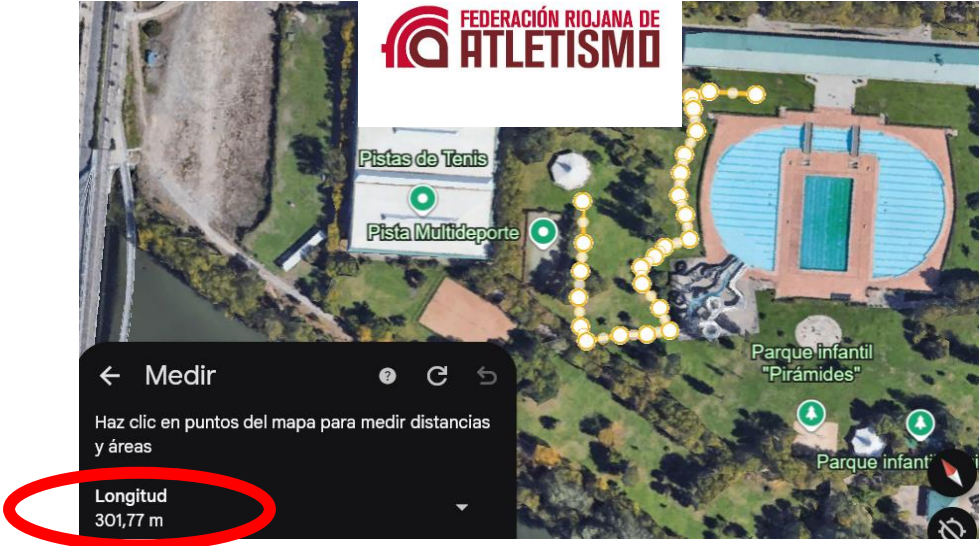 FEDERACIÓN RIOJANA DE
ATLETISMO
Pistas de Tenis
Pista Multideporte
Parque infantil
"Pirámides"
Parque infant
Medir
Haz clic en puntos del mapa para medir distancias
y áreas
Longitud
301,77 m